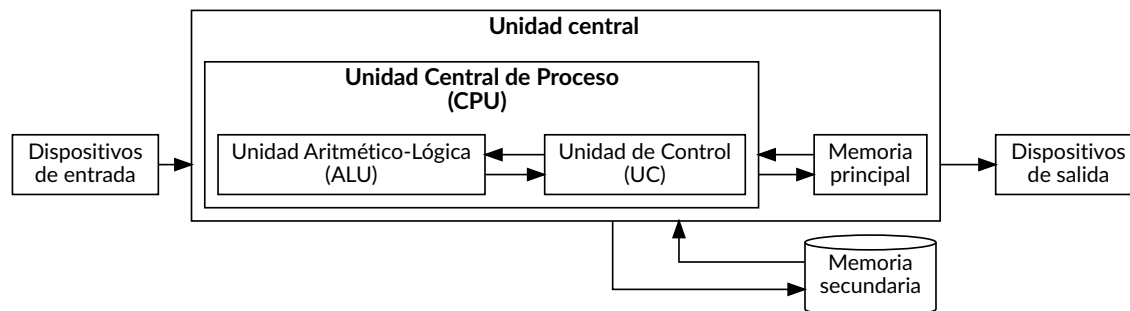 Unidad central
Unidad Central de Proceso
(CPU)
Dispositivos
de entrada
Unidad Aritmético-Lógica
(ALU)
Unidad de Control
(UC)
Memoria
principal
Dispositivos
de salida
Memoria
secundaria